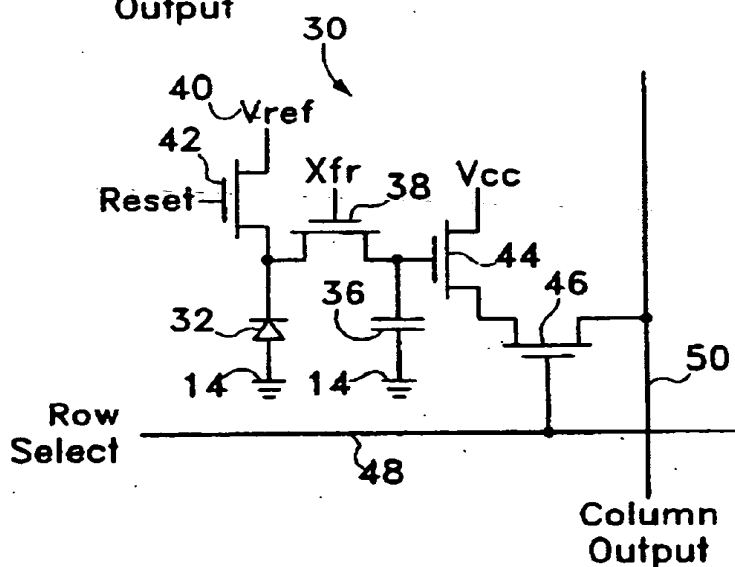 Output
30
40 Vref
42
Reset
Xfr
38
Vcc
44
46
32
36
14
14
50
Row
Select
48
Column
Output